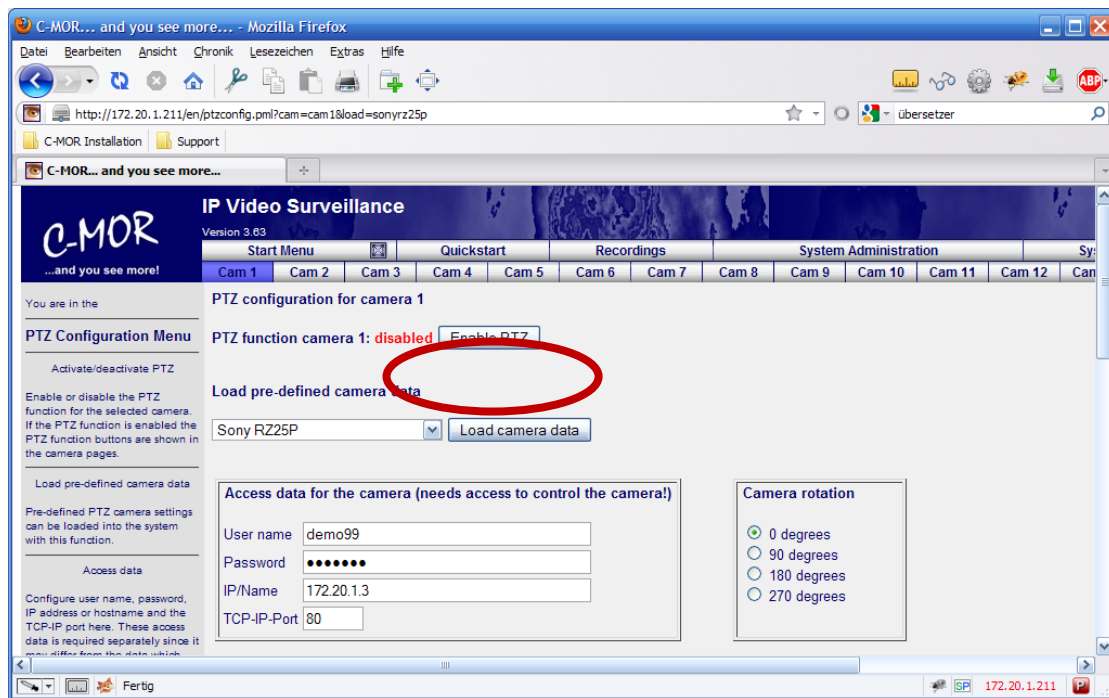 C-MOR... and you see more... - Mozilla Firefox
Datei Bearbeiten Ansicht Chronik Lesezeichen Extras Hilfe
ABP
http://172.20.1.211/en/ptzconfig.pml?cam=cam1&load=sonyrz25p
übersetzer
C-MOR Installation Support
C-MOR... and you see more...
C-MOR
...and you see more!
IP Video Surveillance
Version 3.63
Start Menu Quickstart Recordings System Administration
Cam 1 Cam 2 Cam 3 Cam 4 Cam 5 Cam 6 Cam 7 Cam 8 Cam 9 Cam 10 Cam 11 Cam 12
You are in the
PTZ Configuration Menu
Activate/deactivate PTZ
Enable or disable the PTZ
function for the selected camera.
If the PTZ function is enabled the
PTZ function buttons are shown in
the camera pages.
Load pre-defined camera data
Pre-defined PTZ camera settings
can be loaded into the system
with this function.
Access data
Configure user name, password,
IP address or hostname and the
TCP-IP port here. These access
data is required separately since it
may differ from the data which
PTZ configuration for camera 1
PTZ function camera 1: disabled Enable PTZ
Load pre-defined camera data
Sony RZ25P Load camera data
Access data for the camera (needs access to control the camera!)
User name demo99
Password •••••••
IP/Name 172.20.1.3
TCP-IP-Port 80
Camera rotation
0 degrees
90 degrees
180 degrees
270 degrees
Fertig
SP 172.20.1.211